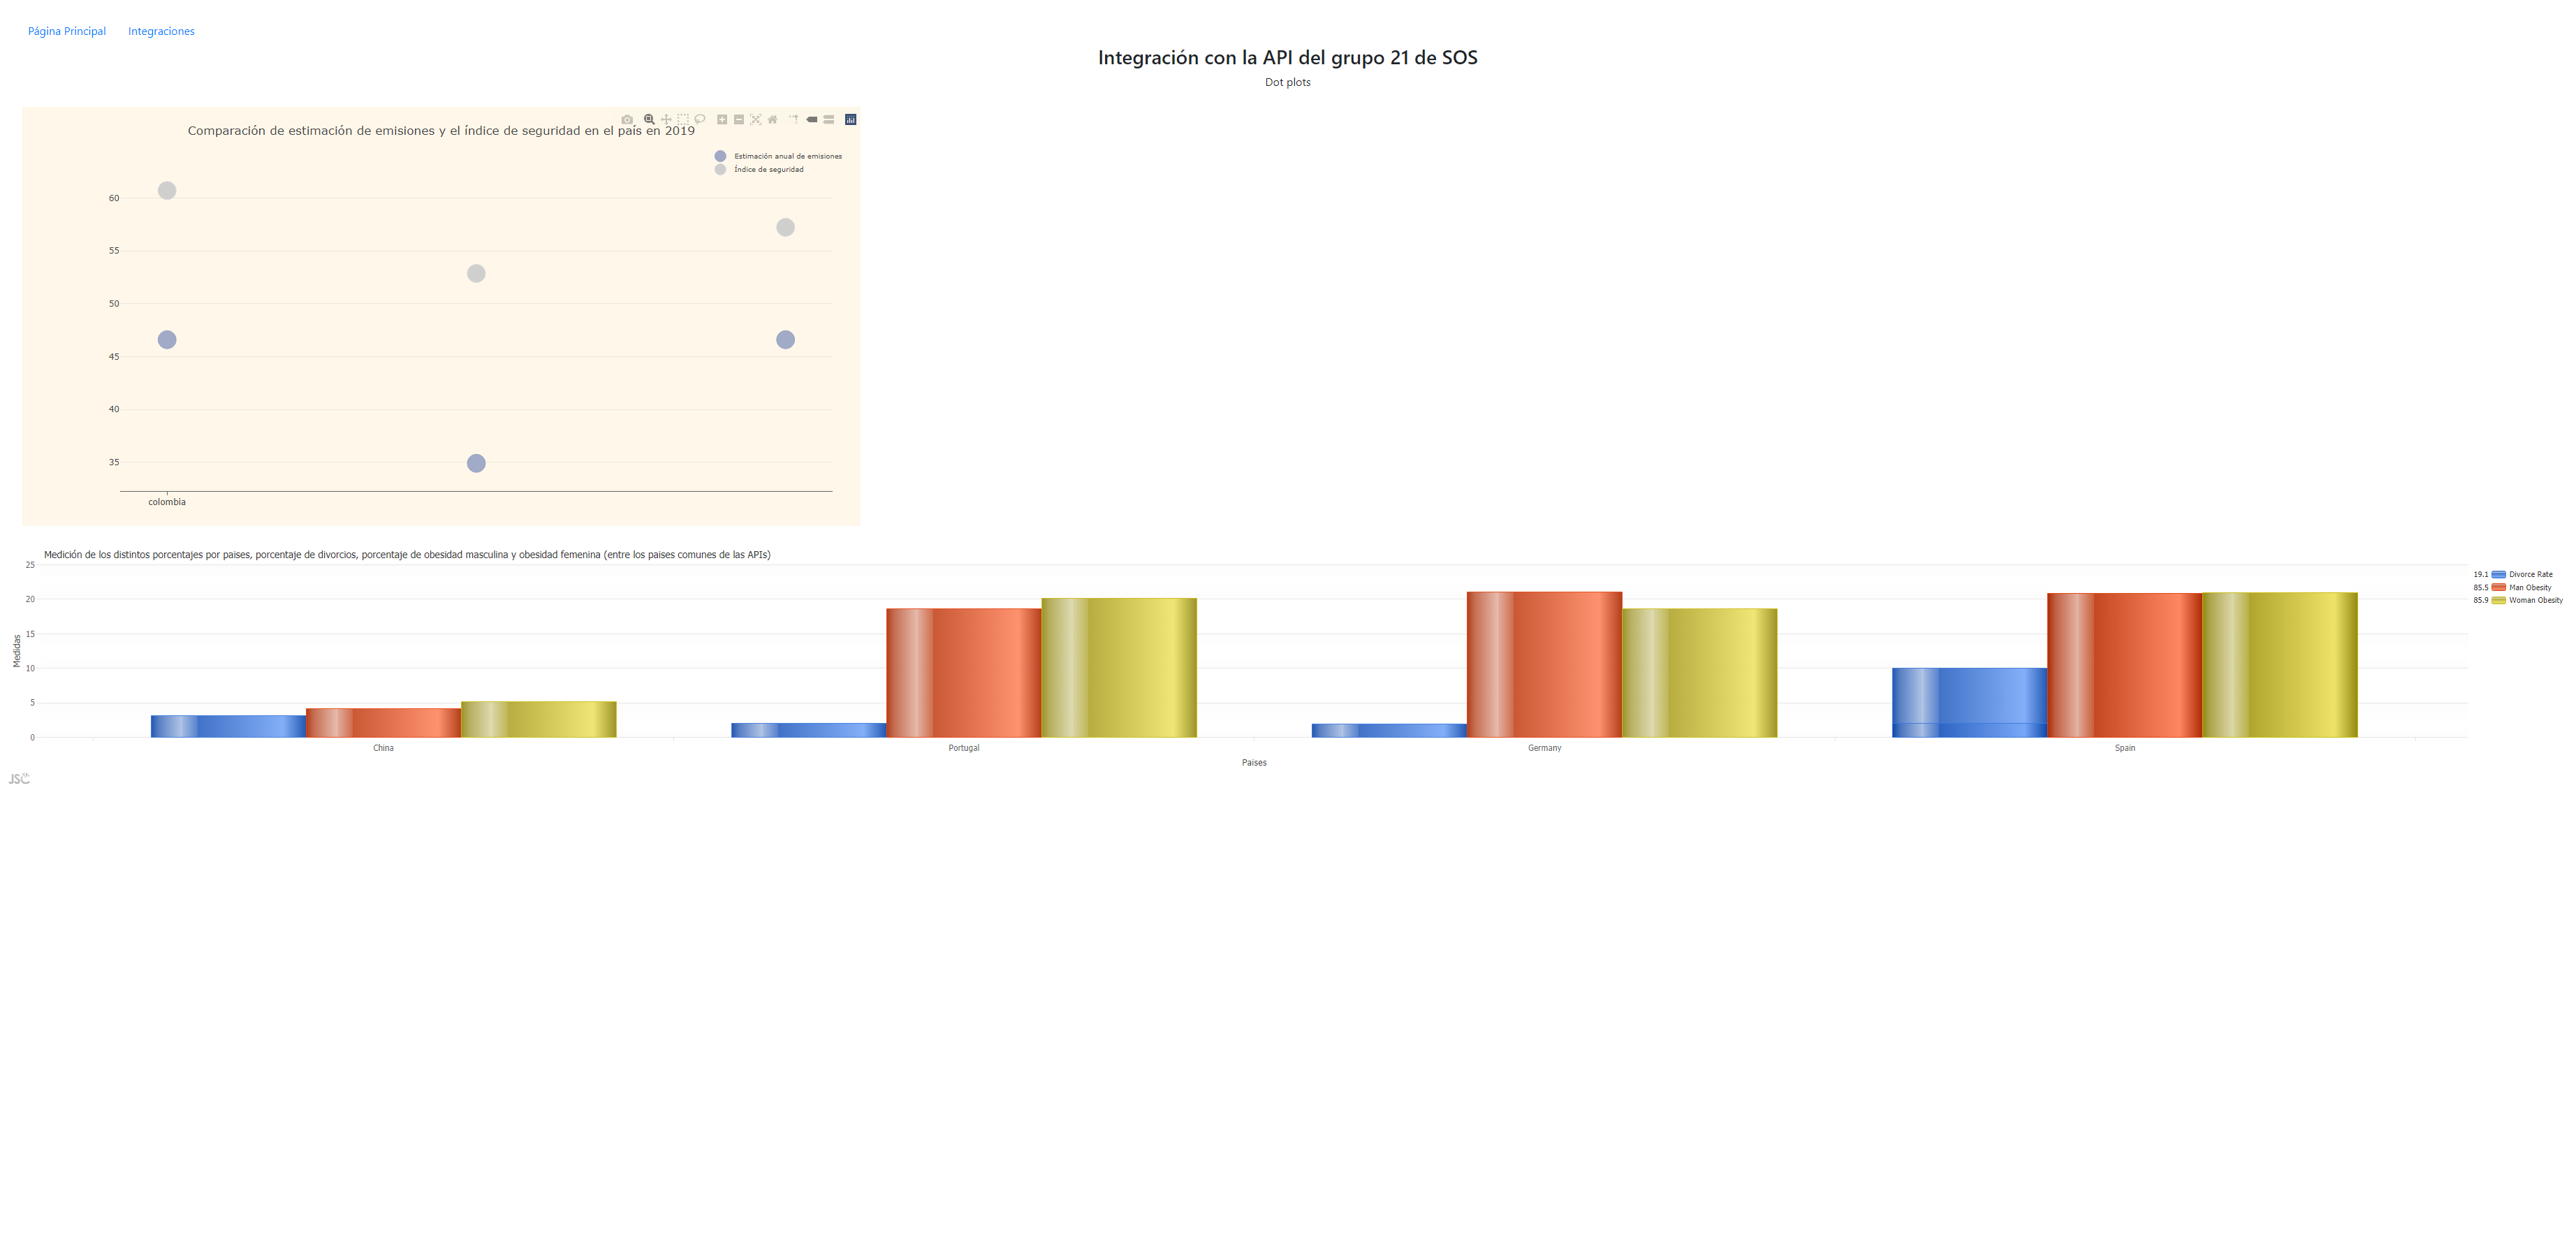 Página Principal Integraciones
Integración con la API del grupo 21 de SOS
Dot plots
Comparación de estimación de emisiones y el índice de seguridad en el país en 2019
Estimación anual de emisiones
Índice de seguridad
60
55
50
45
40
35
colombia
Medición de los distintos porcentajes por paises, porcentaje de divorcios, porcentaje de obesidad masculina y obesidad femenina (entre los paises comunes de las APIs)
25
20
15
10
5
0
Medidas
19.1 Divorce Rate
85.5 Man Obesity
85.9 Woman Obesity
China Portugal Germany Spain
Paises
JSC